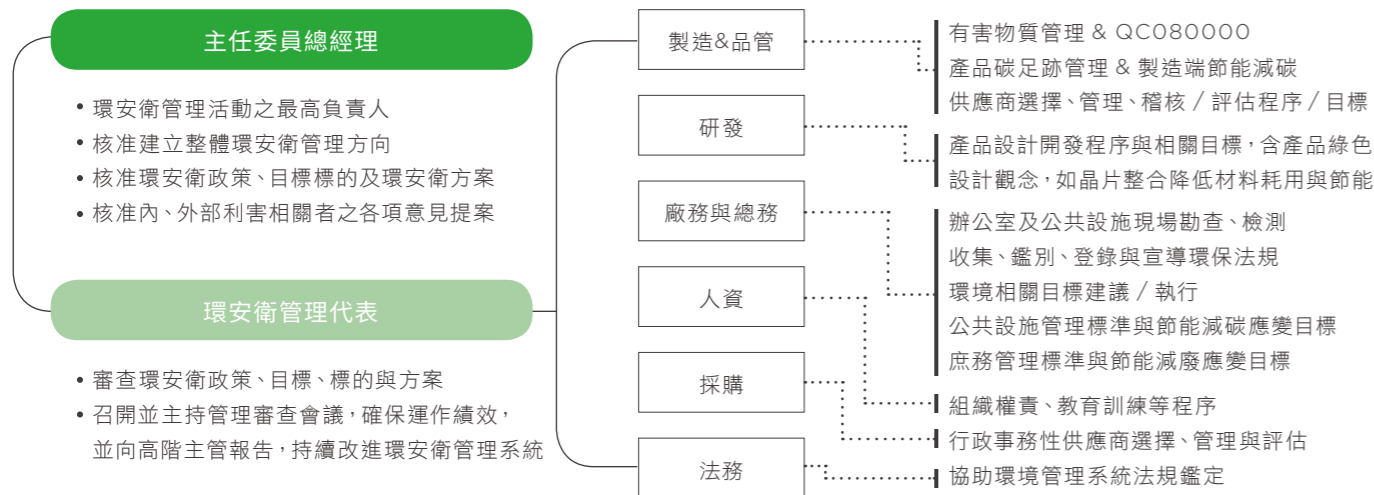 主任委員總經理
• 環安衛管理活動之最高負責人
• 核准建立整體環安衛管理方向
• 核准環安衛政策、目標標的及環安衛方案
• 核准內、外部利害相關者之各項意見提案
環安衛管理代表
• 審查環安衛政策、目標、標的與方案
• 召開並主持管理審查會議，確保運作績效，
並向高階主管報告，持續改進環安衛管理系統
製造&品管
研發
廠務與總務
人資
採購
法務
有害物質管理 & QC080000
產品碳足跡管理 & 製造端節能減碳
供應商選擇、管理、稽核 / 評估程序 / 目標
產品設計開發程序與相關目標，含產品綠色
設計觀念，如晶片整合降低材料耗用與節能
辦公室及公共設施現場勘查、檢測
收集、鑑別、登錄與宣導環保法規
環境相關目標建議 / 執行
公共設施管理標準與節能減碳應變目標
庶務管理標準與節能減廢應變目標
組織權責、教育訓練等程序
行政事務性供應商選擇、管理與評估
協助環境管理系統法規鑑定